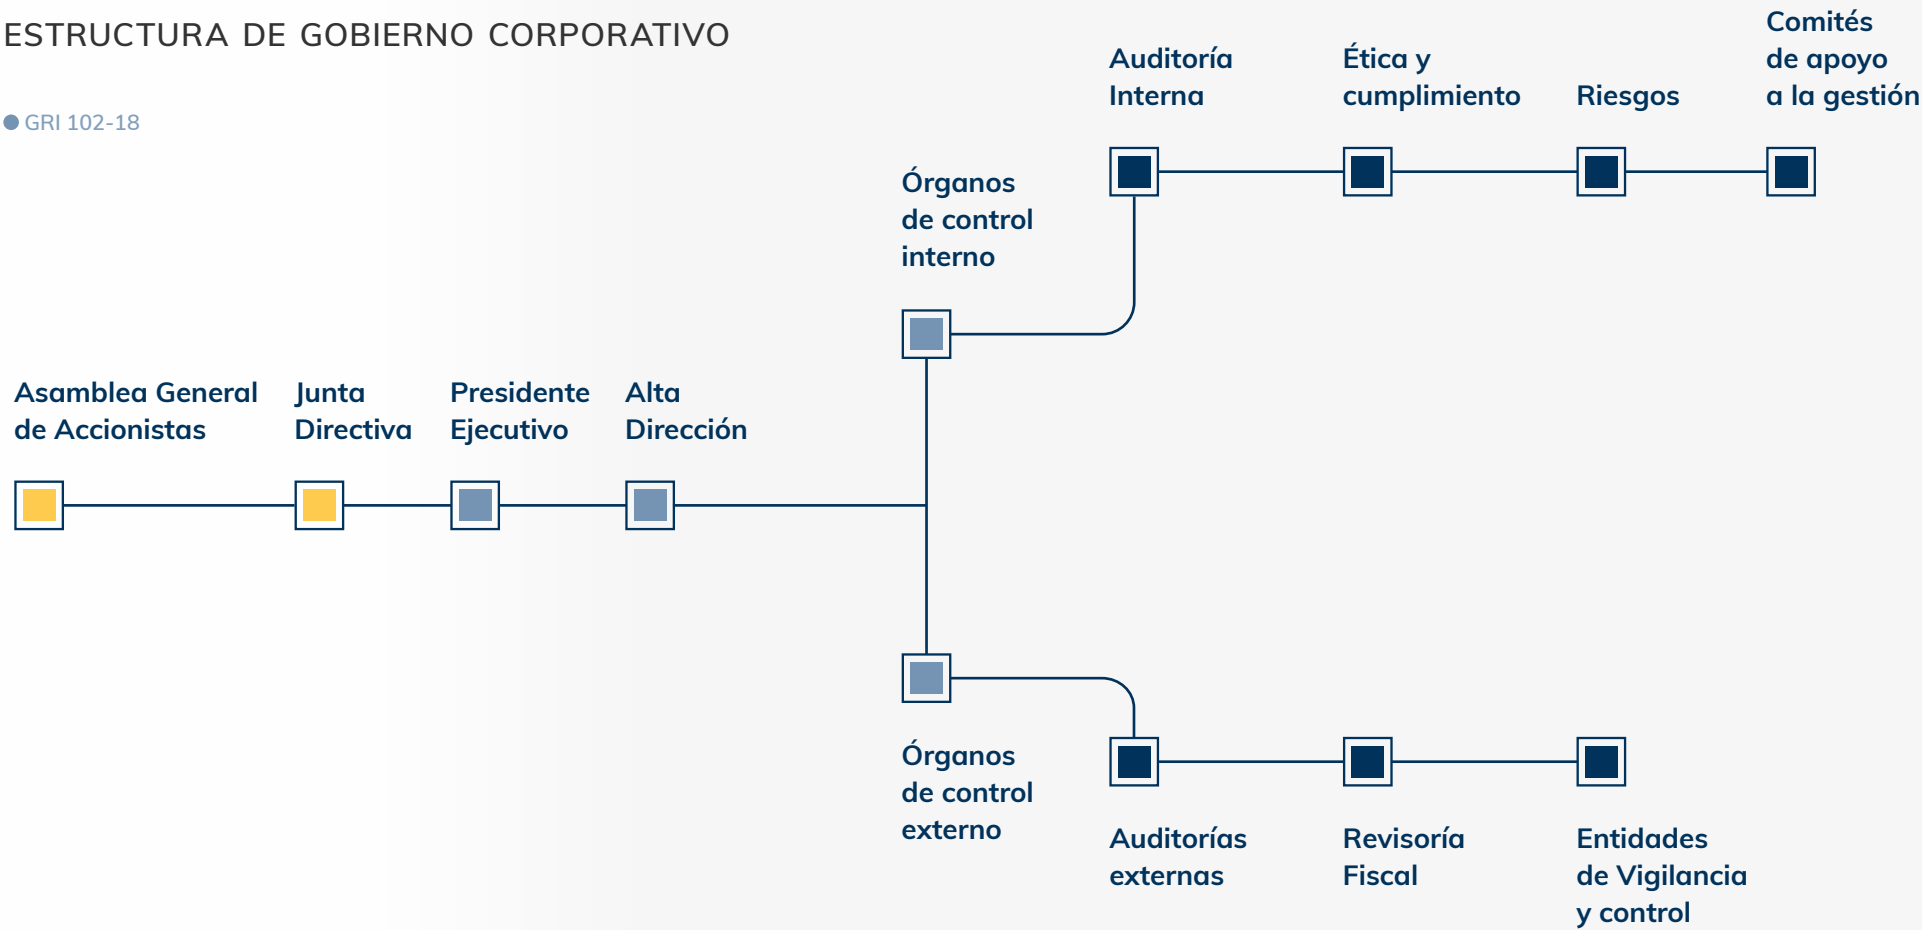 ESTRUCTURA DE GOBIERNO CORPORATIVO
GRI 102-18
Asamblea General
de Accionistas
Junta
Directiva
Presidente
Ejecutivo
Alta
Dirección
Órganos
de control
interno
Auditoría
Interna
Ética y
cumplimiento
Riesgos
Comités
de apoyo
a la gestión
Órganos
de control
externo
Auditorías
externas
Revisoría
Fiscal
Entidades
de Vigilancia
y control